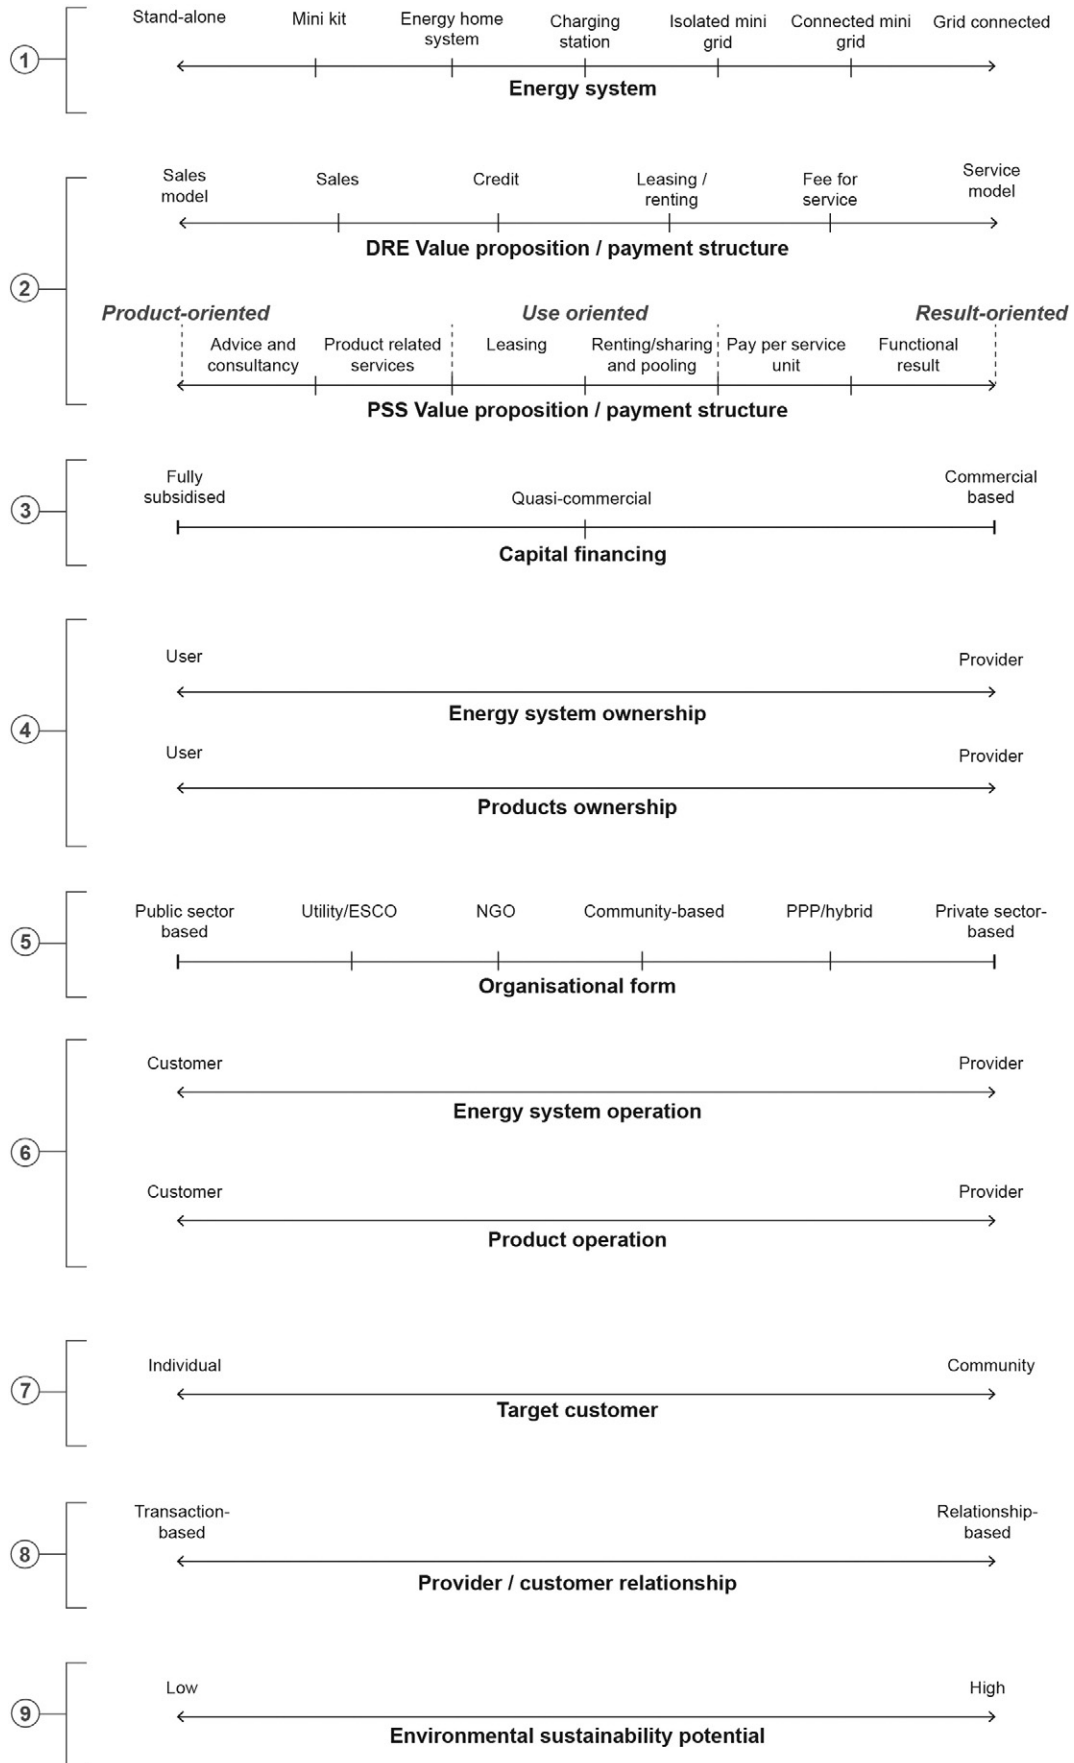 Stand-alone
Mini kit
Energy home
system
Charging
station
Isolated mini
grid
Connected mini
grid
Grid connected
1
Energy system
Sales
model
Sales
Credit
Leasing /
renting
Fee for
service
Service
model
DRE Value proposition / payment structure
2
Product-oriented
Use oriented
Result-oriented
Advice and
consultancy
Product related
services
Leasing
Renting/sharing
and pooling
Pay per service
unit
Functional
result
PSS Value proposition / payment structure
Fully
subsidised
Quasi-commercial
Commercial
based
3
Capital financing
User
Provider
Energy system ownership
4
User
Provider
Products ownership
Public sector
based
Utility/ESCO
NGO
Community-based
PPP/hybrid
Private sector-
based
5
Organisational form
Customer
Provider
Energy system operation
6
Customer
Provider
Product operation
Individual
Community
7
Target customer
Transaction-
based
Relationship-
based
8
Provider / customer relationship
Low
High
9
Environmental sustainability potential